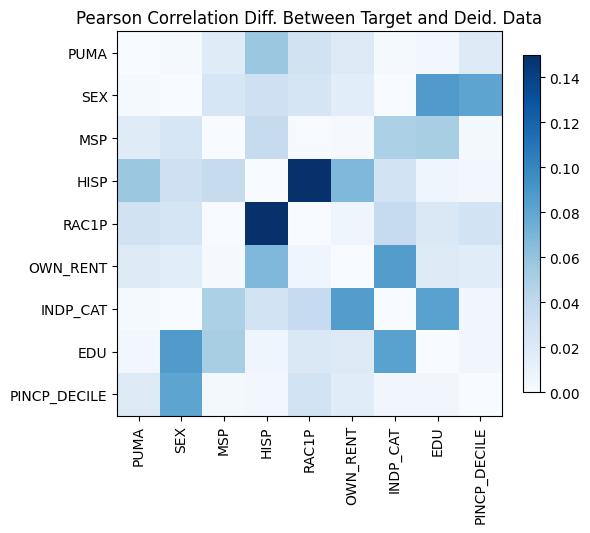 Pearson Correlation Diff. Between Target and Deid. Data
PUMA
SEX
MSP
HISP
RAC1P
OWN_RENT
INDP_CAT
EDU
PINCP_DECILE
PUMA
SEX
MSP
HISP
RAC1P
OWN_RENT
INDP_CAT
EDU
PINCP_DECILE
0.14
0.12
0.10
0.08
0.06
0.04
0.02
0.00